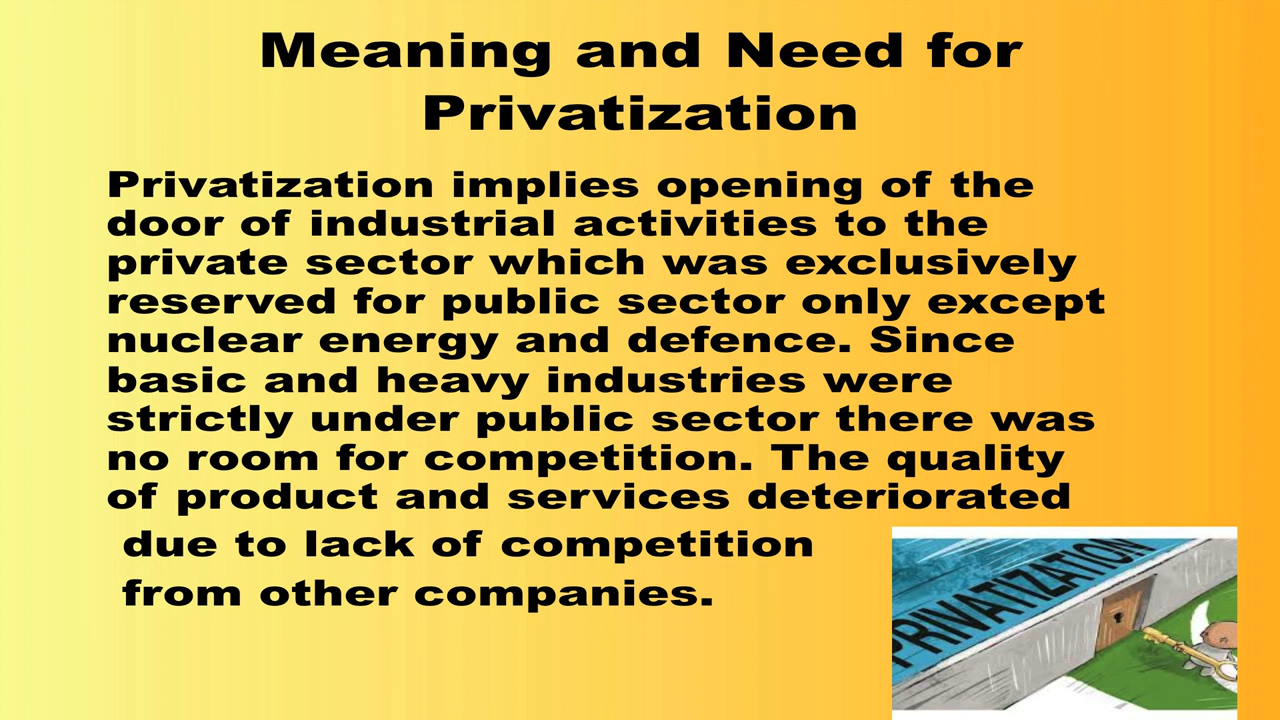 Meaning and Need for
Privatization
Privatization implies opening of the
door of industrial activities to the
private sector which was exclusively
reserved for public sector only except
nuclear energy and defence. Since
basic and heavy industries were
strictly under public sector there was
no room for competition. The quality
of product and services deteriorated
due to lack of competition
from other companies.
PRIVATIZATION